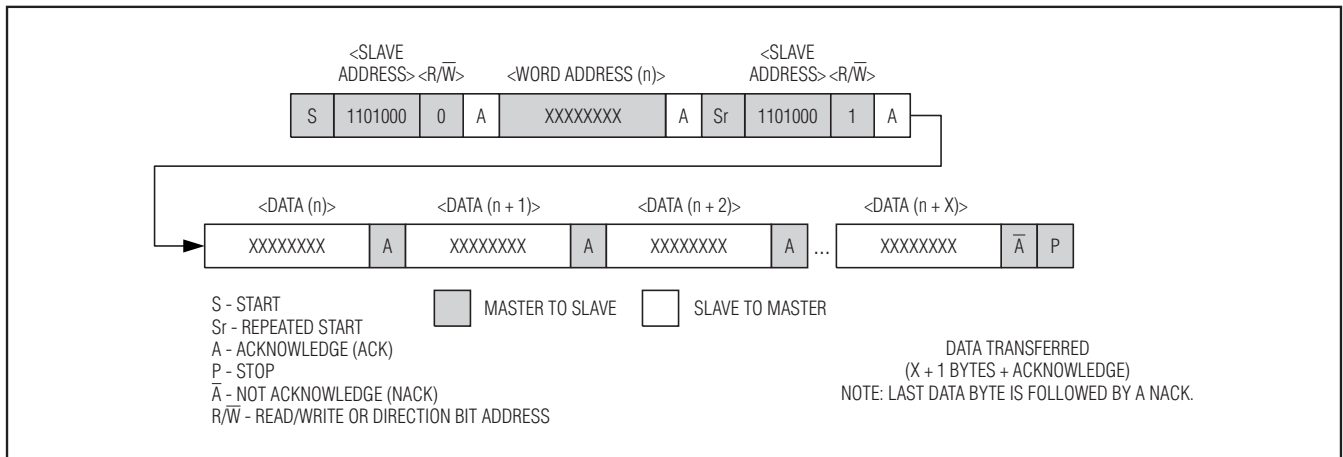 <SLAVE ADDRESS> <R/W̅> <WORD ADDRESS (n)> <SLAVE ADDRESS> <R/W̅>
S 1101000 0 A XXXXXXXX A Sr 1101000 1 A
<DATA (n)> <DATA (n + 1)> <DATA (n + 2)> <DATA (n + X)>
XXXXXXXX A XXXXXXXX A XXXXXXXX A ... XXXXXXXX A̅ P
S - START
Sr - REPEATED START
A - ACKNOWLEDGE (ACK)
P - STOP
A̅ - NOT ACKNOWLEDGE (NACK)
R/W̅ - READ/WRITE OR DIRECTION BIT ADDRESS
MASTER TO SLAVE
SLAVE TO MASTER
DATA TRANSFERRED
(X + 1 BYTES + ACKNOWLEDGE)
NOTE: LAST DATA BYTE IS FOLLOWED BY A NACK.